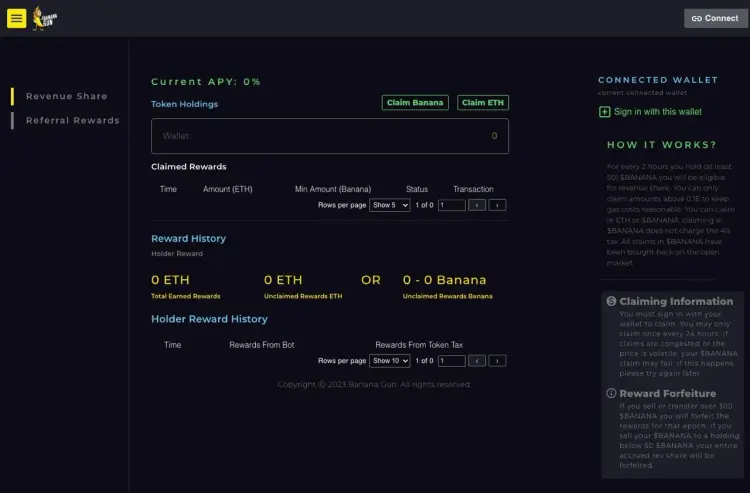 BANANA
GUN
Connect
Revenue Share
Referral Rewards
Current APY: 0%
Token Holdings
Claim Banana
Claim ETH
Wallet:
0
Claimed Rewards
Time Amount (ETH) Min Amount (Banana) Status Transaction
Rows per page Show 5 1 of 0 1 ‹ ›
Reward History
Holder Reward
0 ETH OR 0 ETH 0 - 0 Banana
Total Earned Rewards Unclaimed Rewards ETH Unclaimed Rewards Banana
Holder Reward History
Time Rewards From Bot Rewards From Token Tax
Rows per page Show 10 1 of 0 1 ‹ ›
Copyright © 2023 Banana Gun. All rights reserved.
CONNECTED WALLET
current connected wallet
Sign in with this wallet
HOW IT WORKS?
For every 2 hours you hold (at least
50) $BANANA you will be eligible
for revenue share. You can only
claim amounts above 0.1E to keep
gas costs reasonable. You can claim
in ETH or $BANANA, claiming in
$BANANA does not charge the 4%
tax. All claims in $BANANA have
been bought back on the open
market.
Claiming Information
You must sign in with your
wallet to claim. You may only
claim once every 24 hours. If
claims are congested or the
price is volatile, your $BANANA
claim may fail. If this happens
please try again later.
Reward Forfeiture
If you sell or transfer over 300
$BANANA you will forfeit the
rewards for that epoch. If you
sell your $BANANA to a holding
below 50 $BANANA your entire
accrued rev share will be
forfeited.